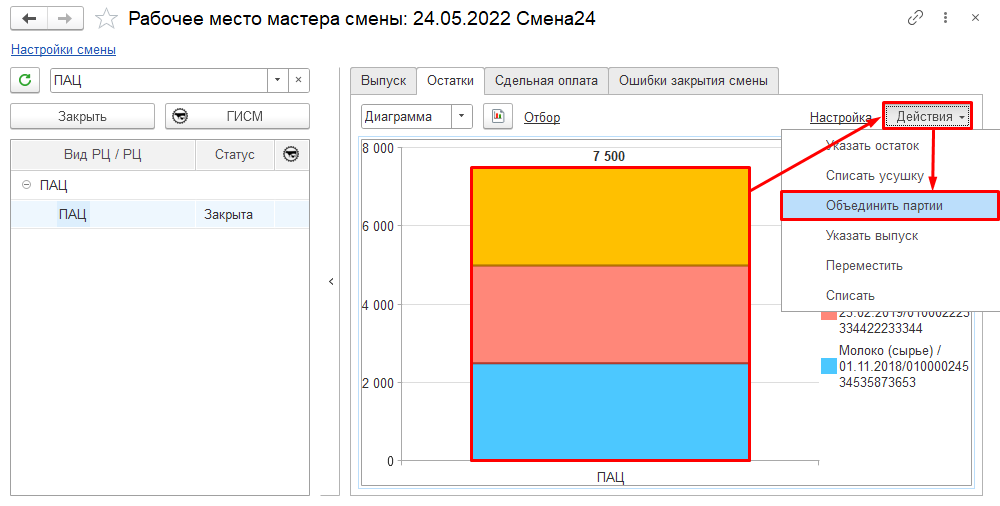 Рабочее место мастера смены: 24.05.2022 Смена24
Настройки смены
ПАЦ
Закрыть
ГИСМ
Вид РЦ / РЦ
Статус
ПАЦ
ПАЦ
Закрыта
Выпуск
Остатки
Сдельная оплата
Ошибки закрытия смены
Диаграмма
Отбор
Настройка
Действия
Указать остаток
Списать усушку
Объединить партии
Указать выпуск
Переместить
Списать
8 000
7 500
6 000
4 000
2 000
0
ПАЦ
25.02.2019/010002225
334422233344
Молоко (сырье) /
01.11.2018/010000245
34535873653